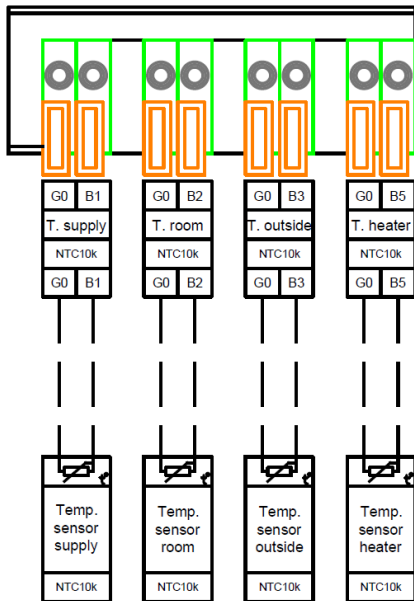 G0 B1 G0 B2 G0 B3 G0 B5
T. supply T. room T. outside T. heater
NTC10k NTC10k NTC10k NTC10k
G0 B1 G0 B2 G0 B3 G0 B5
Temp. Temp. Temp. Temp.
sensor sensor sensor sensor
supply room outside heater
NTC10k NTC10k NTC10k NTC10k